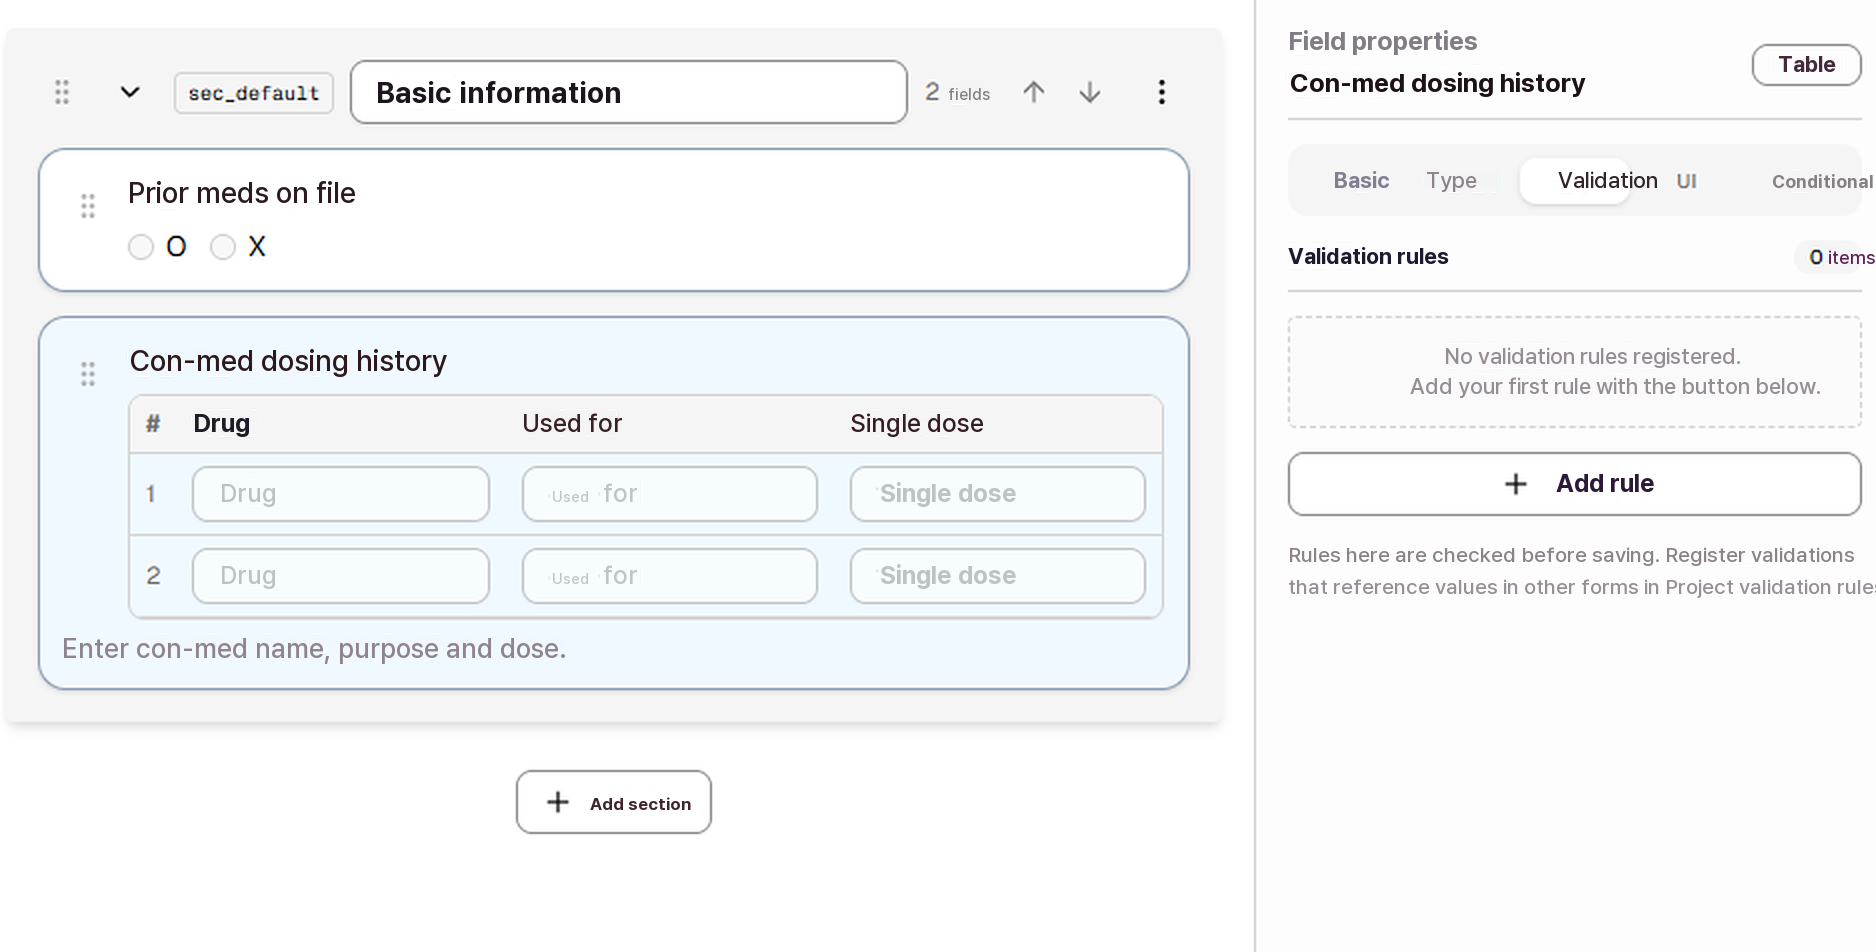 sec_default Basic information 2 fields
Prior meds on file
O X
Con-med dosing history
# Drug Used for Single dose
1 Drug Used for Single dose
2 Drug Used for Single dose
Enter con-med name, purpose and dose.
Add section
Field properties
Con-med dosing history
Table
Basic Type Validation UI Conditional
Validation rules 0 items
No validation rules registered.
Add your first rule with the button below.
Add rule
Rules here are checked before saving. Register validations
that reference values in other forms in Project validation rules